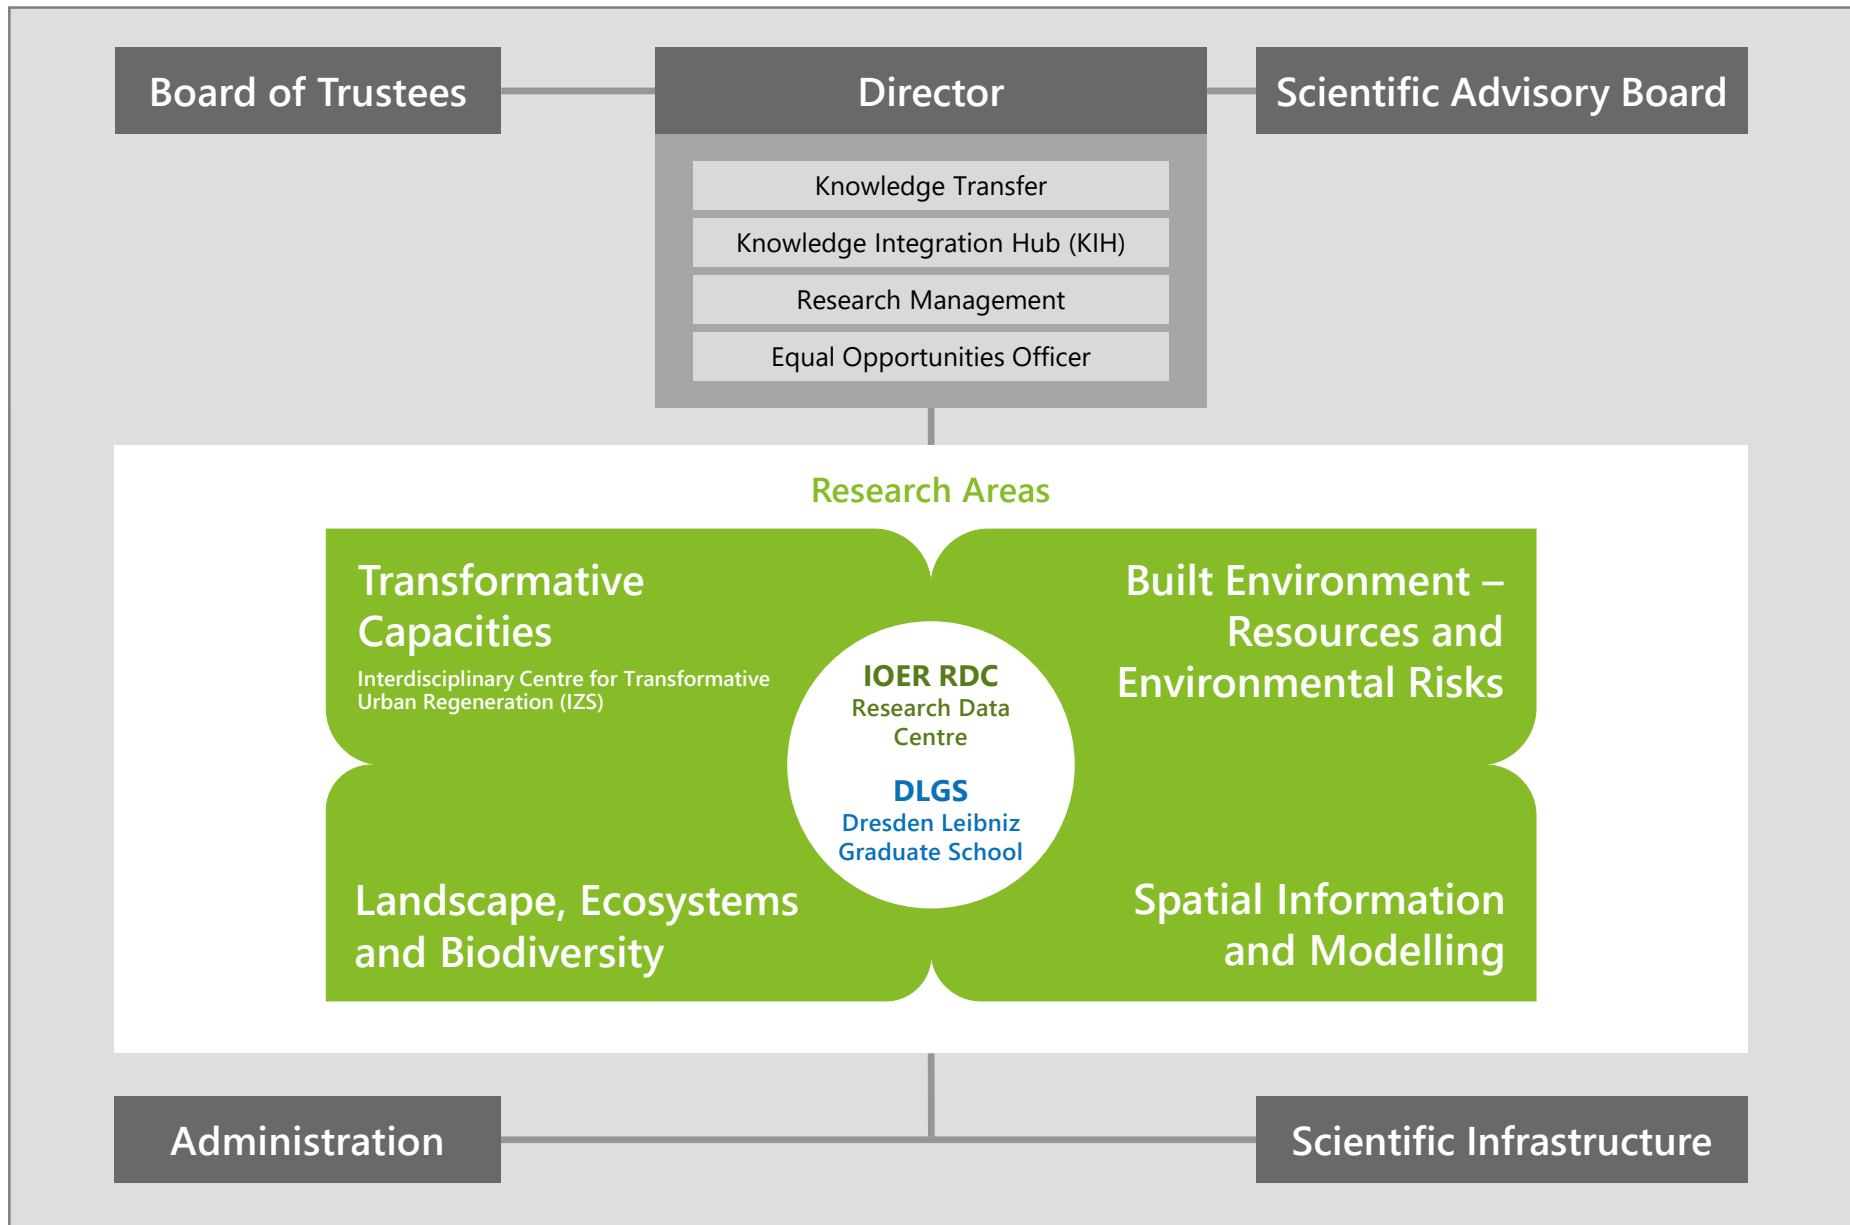 Board of Trustees
Director
Scientific Advisory Board
Knowledge Transfer
Knowledge Integration Hub (KIH)
Research Management
Equal Opportunities Officer
Research Areas
Transformative
Capacities
Interdisciplinary Centre for Transformative
Urban Regeneration (IZS)
Built Environment –
Resources and
Environmental Risks
IOER RDC
Research Data
Centre
DLGS
Dresden Leibniz
Graduate School
Landscape, Ecosystems
and Biodiversity
Spatial Information
and Modelling
Administration
Scientific Infrastructure